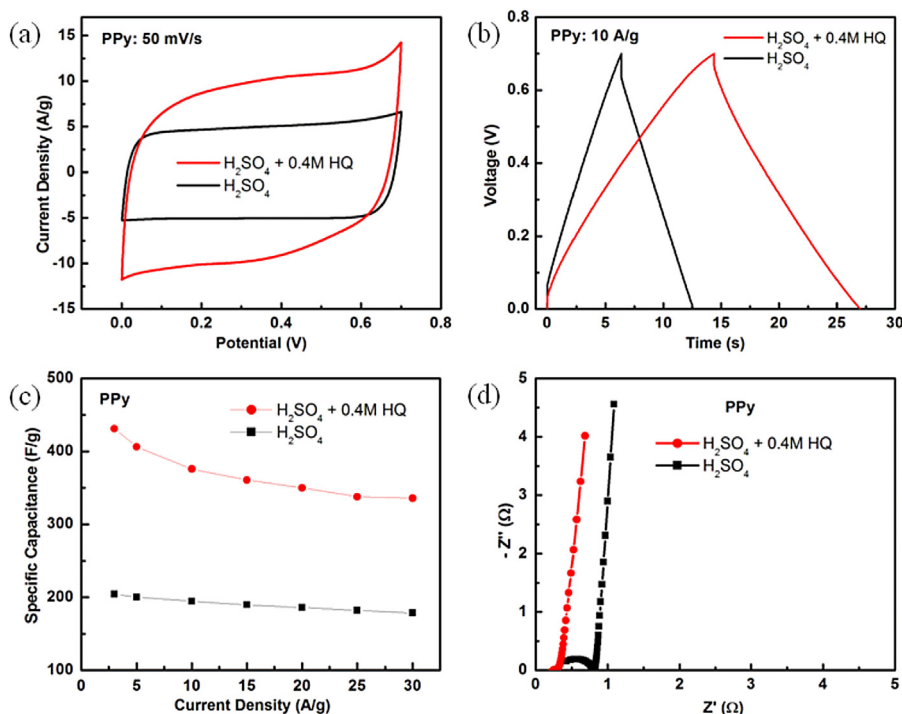 (a)
PPy: 50 mV/s
Current Density (A/g)
15
10
5
0
-5
-10
-15
H₂SO₄ + 0.4M HQ
H₂SO₄
0.0 0.2 0.4 0.6 0.8
Potential (V)
(b)
PPy: 10 A/g
H₂SO₄ + 0.4M HQ
H₂SO₄
Voltage (V)
0.8
0.6
0.4
0.2
0.0
0 5 10 15 20 25 30
Time (s)
(c)
PPy
H₂SO₄ + 0.4M HQ
H₂SO₄
Specific Capacitance (F/g)
500
400
300
200
100
5 10 15 20 25 30
Current Density (A/g)
(d)
PPy
H₂SO₄ + 0.4M HQ
H₂SO₄
- Z'' (Ω)
5
4
3
2
1
0
0 1 2 3 4 5
Z' (Ω)